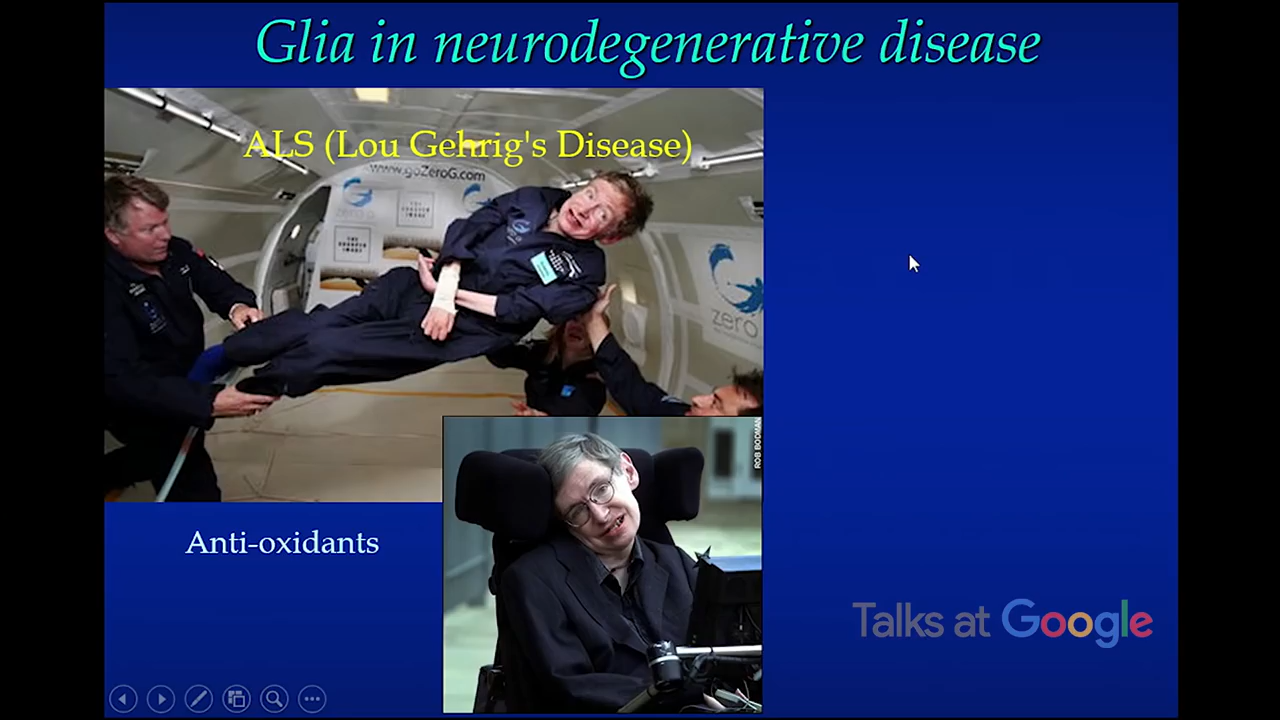 Glia in neurodegenerative disease
ALS (Lou Gehrig's Disease)
www.goZeroG.com
zero
ROB BODMAN
Anti-oxidants
Talks at Google